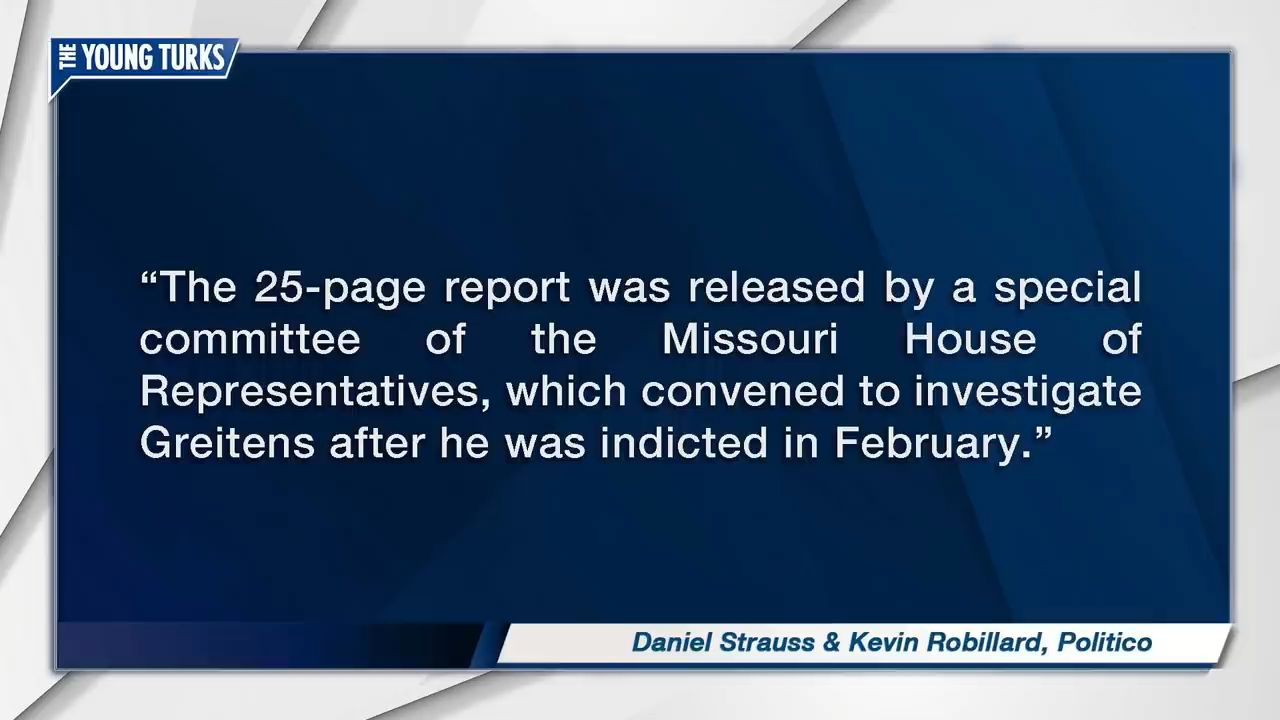 THE YOUNG TURKS
“The 25-page report was released by a special
committee of the Missouri House of
Representatives, which convened to investigate
Greitens after he was indicted in February.”
Daniel Strauss & Kevin Robillard, Politico